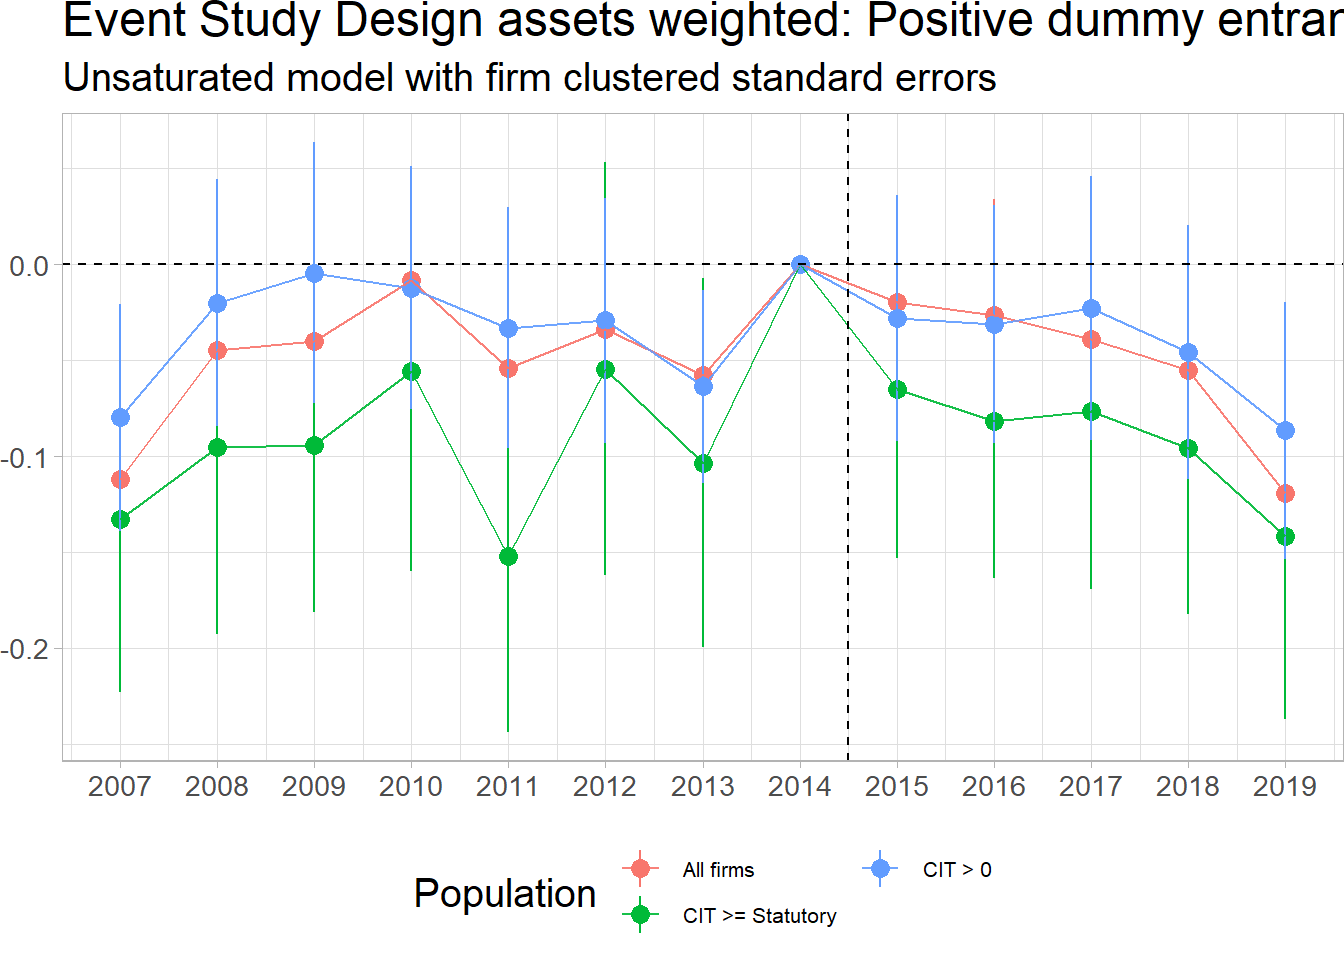 Event Study Design assets weighted: Positive dummy entran
Unsaturated model with firm clustered standard errors
0.0
-0.1
-0.2
2007 2008 2009 2010 2011 2012 2013 2014 2015 2016 2017 2018 2019
Population
All firms
CIT >= Statutory
CIT > 0